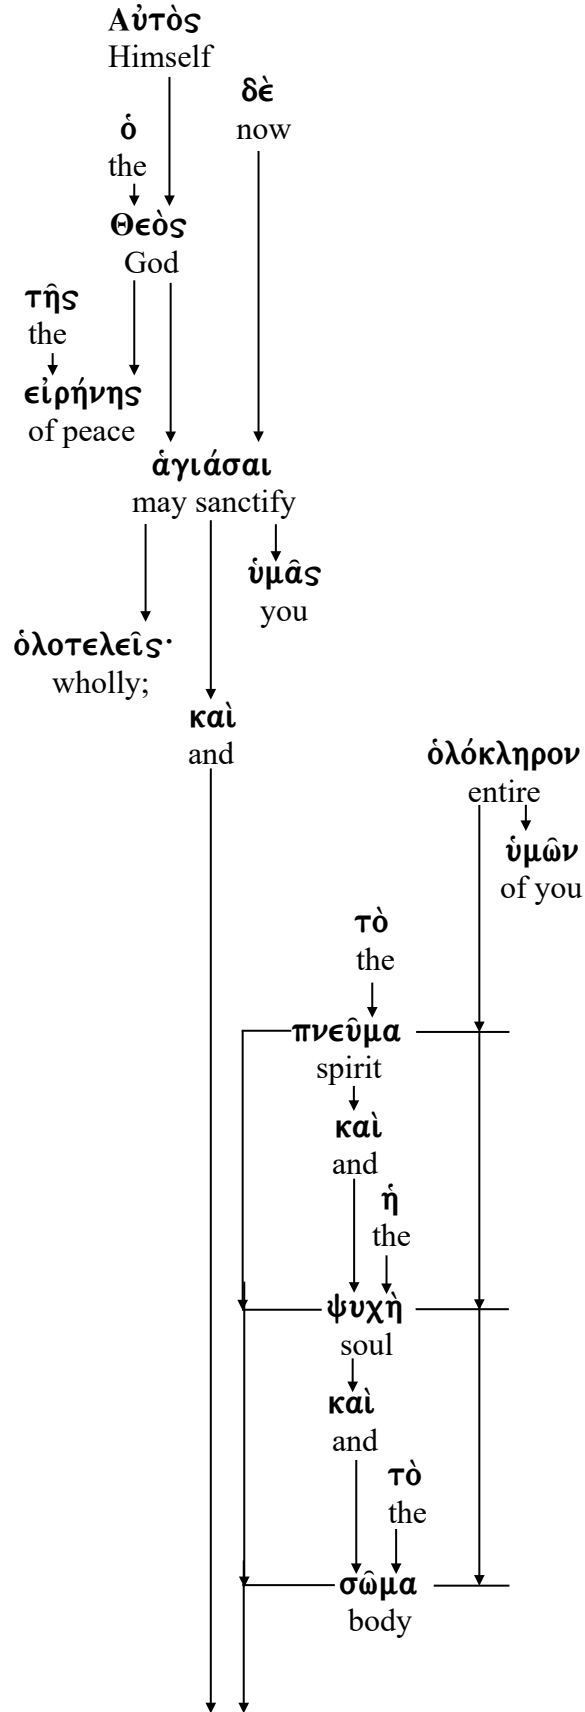 Αὐτὸς
Himself
δὲ
now
ὁ
the
Θεὸς
God
τῆς
the
εἰρήνης
of peace
ἁγιάσαι
may sanctify
ὑμᾶς
you
ὁλοτελεῖς·
wholly;
καὶ
and
ὁλόκληρον
entire
ὑμῶν
of you
τὸ
the
πνεῦμα
spirit
καὶ
and
ἡ
the
ψυχὴ
soul
καὶ
and
τὸ
the
σῶμα
body